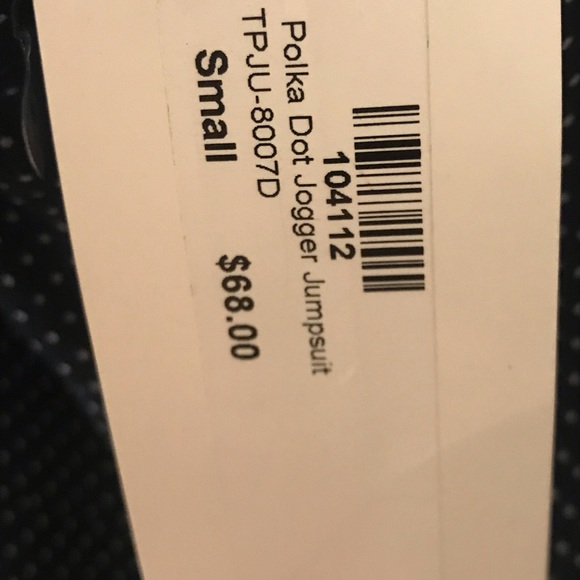 104112
Polka Dot Jogger Jumpsuit
TPJU-8007D
Small $68.00